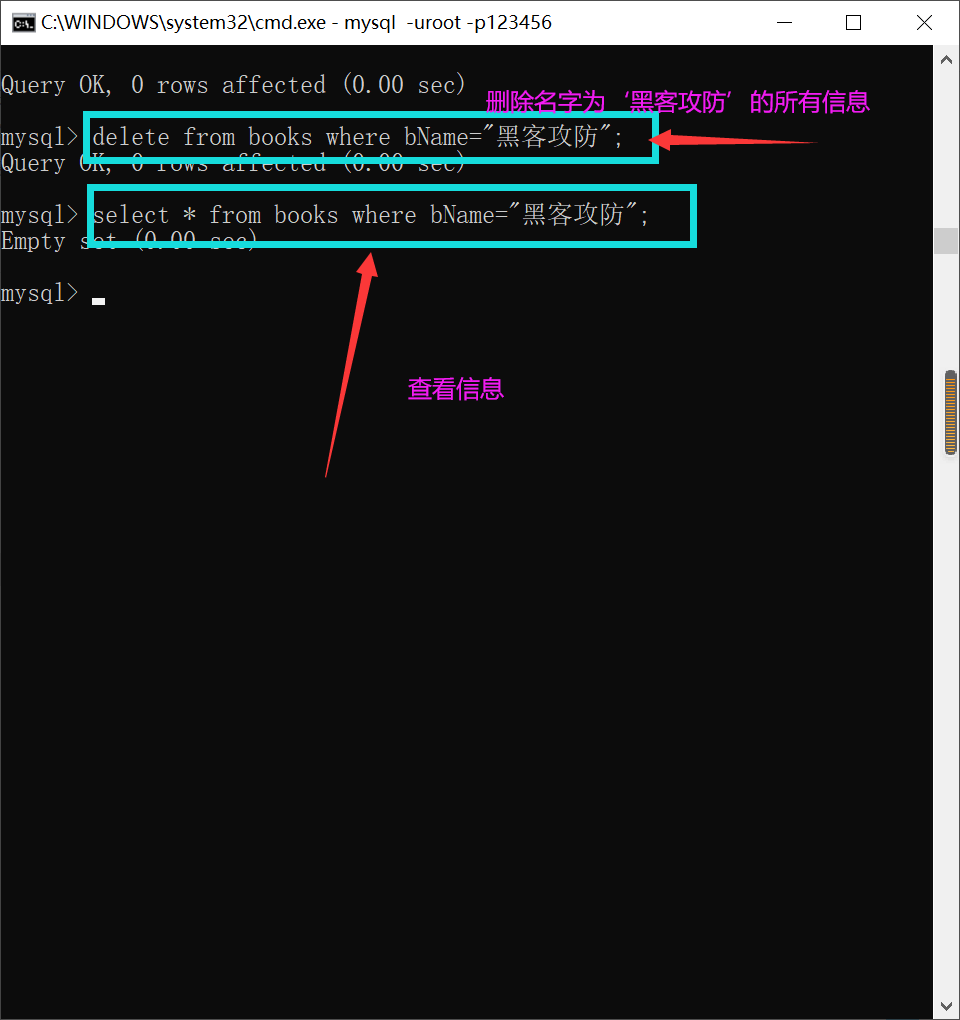 C:\WINDOWS\system32\cmd.exe - mysql  -uroot -p123456
Query OK, 0 rows affected (0.00 sec)
删除名字为‘黑客攻防’的所有信息
mysql> delete from books where bName="黑客攻防";
Query OK, 0 rows affected (0.00 sec)
mysql> select * from books where bName="黑客攻防";
Empty set (0.00 sec)
mysql>
查看信息